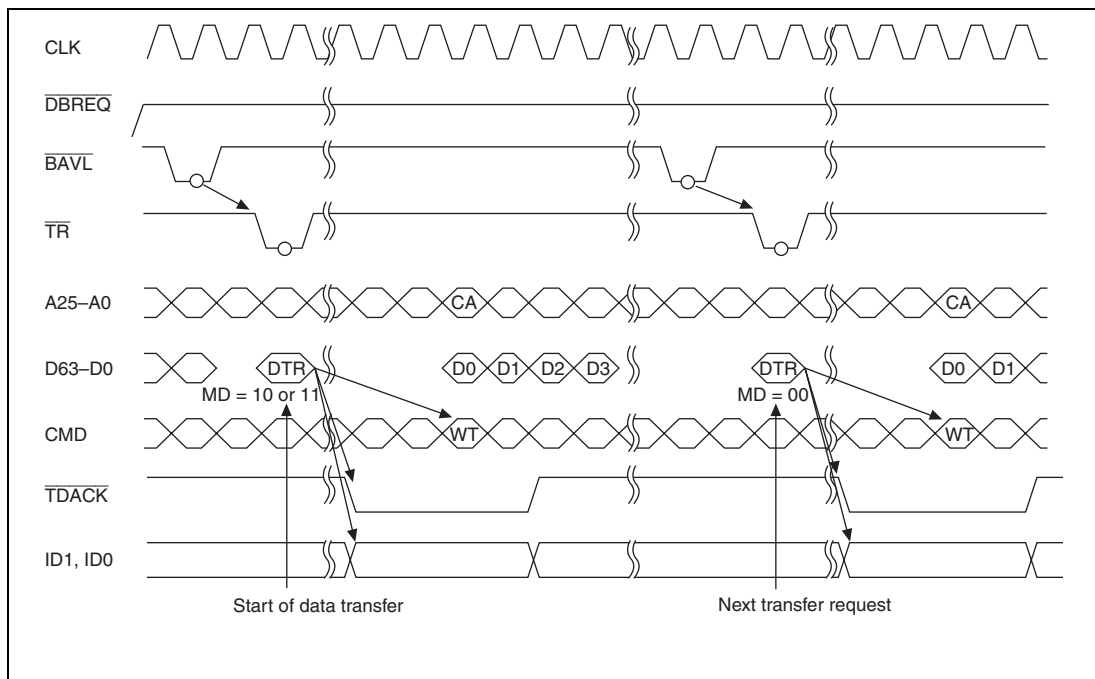 CLK
DBREQ
BAVL
TR
A25–A0 CA CA
D63–D0 DTR D0 D1 D2 D3 DTR D0 D1
MD = 10 or 11 MD = 00
CMD WT WT
TDACK
ID1, ID0
Start of data transfer Next transfer request